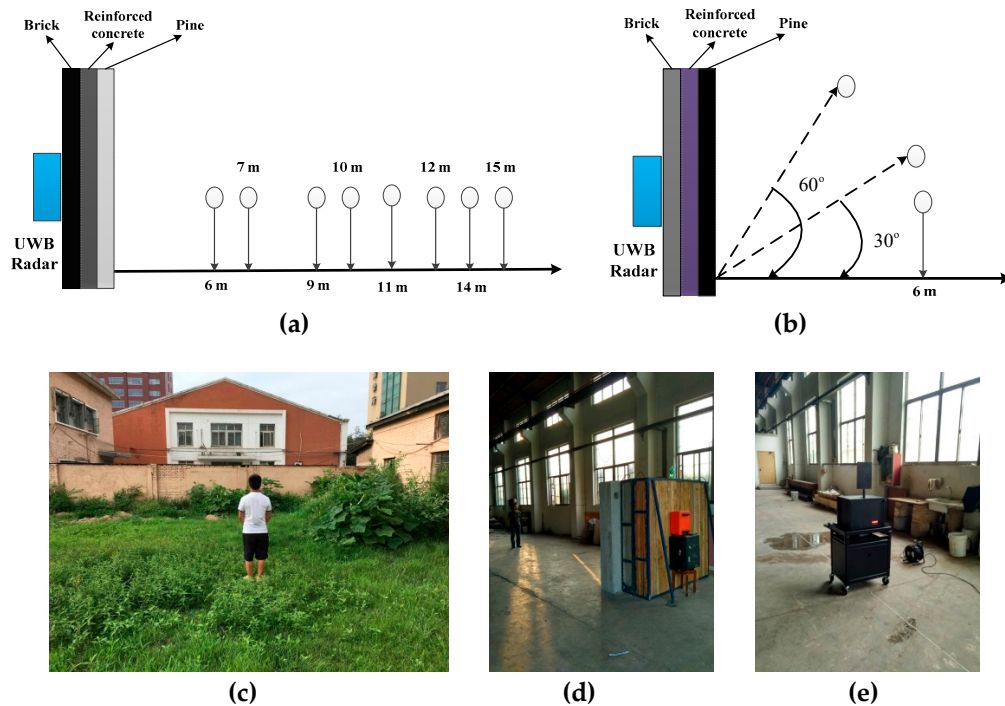 Brick
Reinforced
concrete
Pine
7 m
10 m
12 m
15 m
UWB
Radar
6 m
9 m
11 m
14 m
(a)
Brick
Reinforced
concrete
Pine
60°
30°
UWB
Radar
6 m
(b)
(c)
(d)
(e)